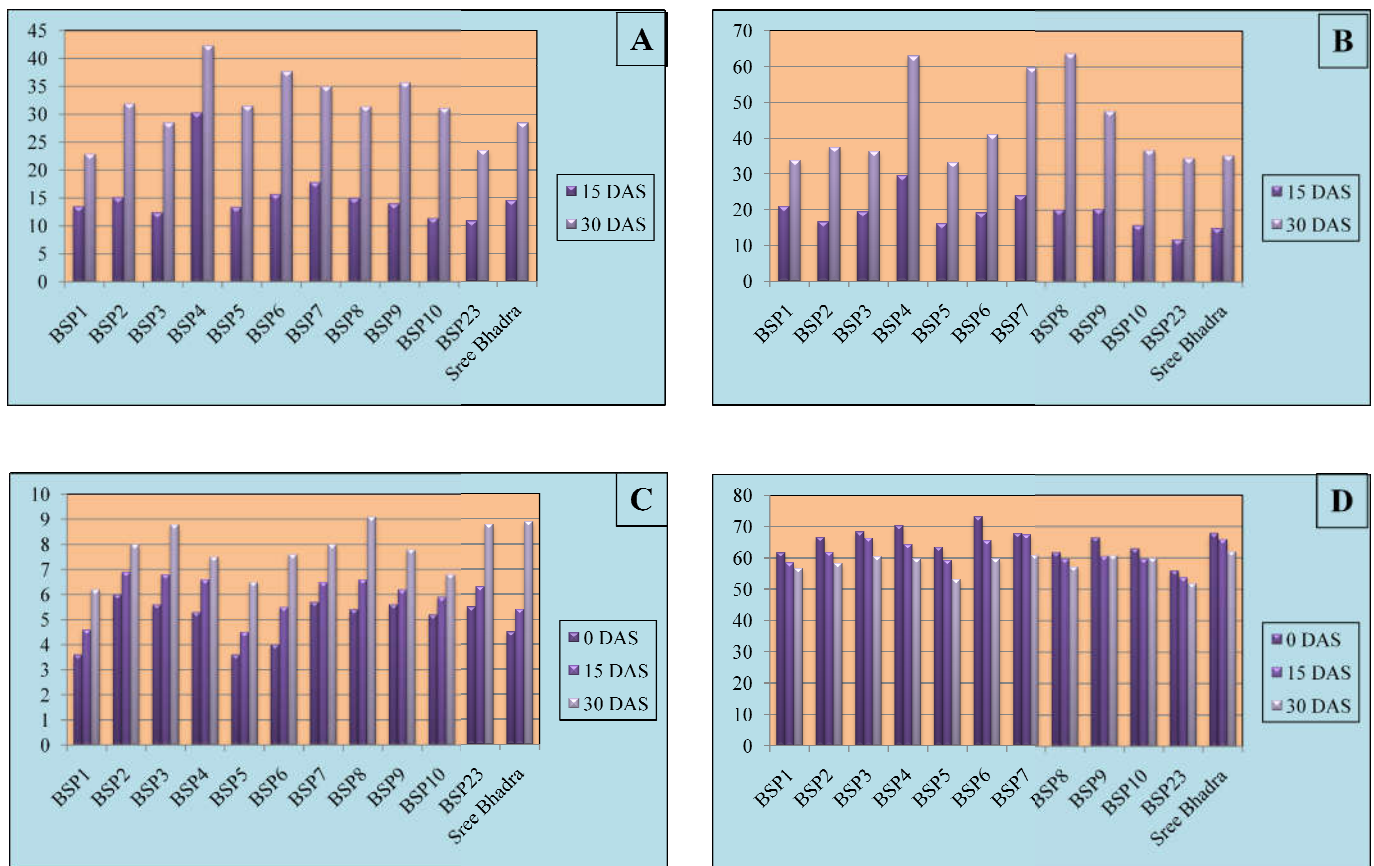 A
45
40
35
30
25
20
15
10
5
0
15 DAS
30 DAS
BSP1
BSP2
BSP3
BSP4
BSP5
BSP6
BSP7
BSP8
BSP9
BSP10
BSP23
Sree Bhadra
B
70
60
50
40
30
20
10
0
15 DAS
30 DAS
BSP1
BSP2
BSP3
BSP4
BSP5
BSP6
BSP7
BSP8
BSP9
BSP10
BSP23
Sree Bhadra
C
10
9
8
7
6
5
4
3
2
1
0
0 DAS
15 DAS
30 DAS
BSP1
BSP2
BSP3
BSP4
BSP5
BSP6
BSP7
BSP8
BSP9
BSP10
BSP23
Sree Bhadra
D
80
70
60
50
40
30
20
10
0
0 DAS
15 DAS
30 DAS
BSP1
BSP2
BSP3
BSP4
BSP5
BSP6
BSP7
BSP8
BSP9
BSP10
BSP23
Sree Bhadra